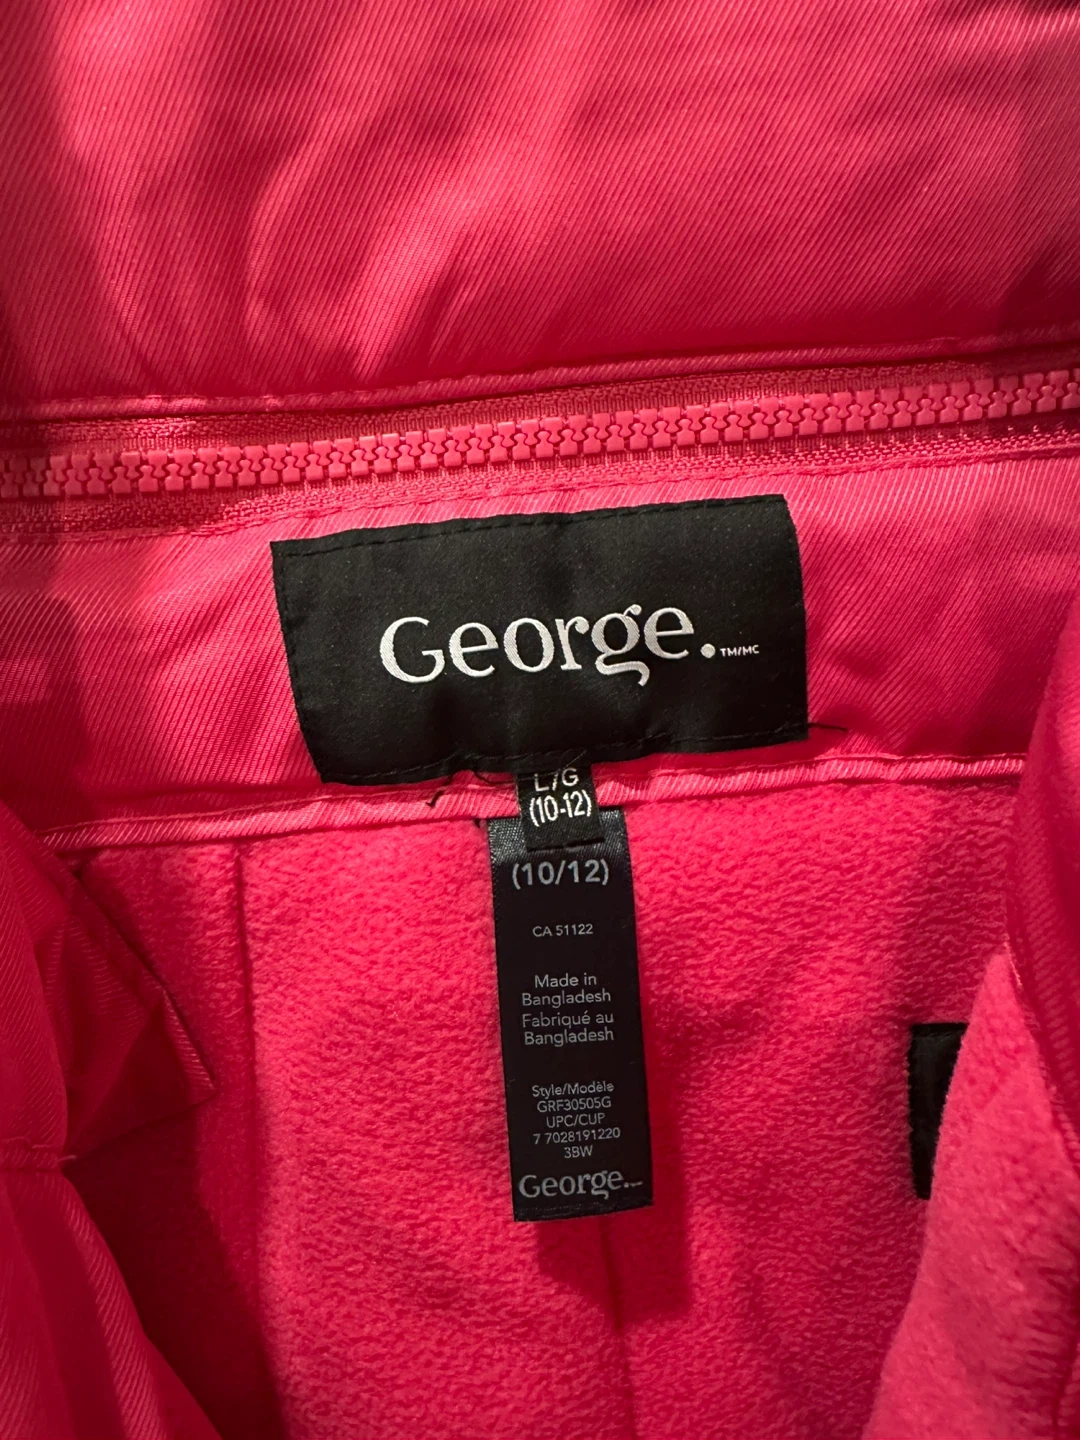 George.™/MC
L/G
(10-12)
(10/12)
CA 51122
Made in
Bangladesh
Fabriqué au
Bangladesh
Style/Modèle
GRF30505G
UPC/CUP
7 7028191220
3BW
George.